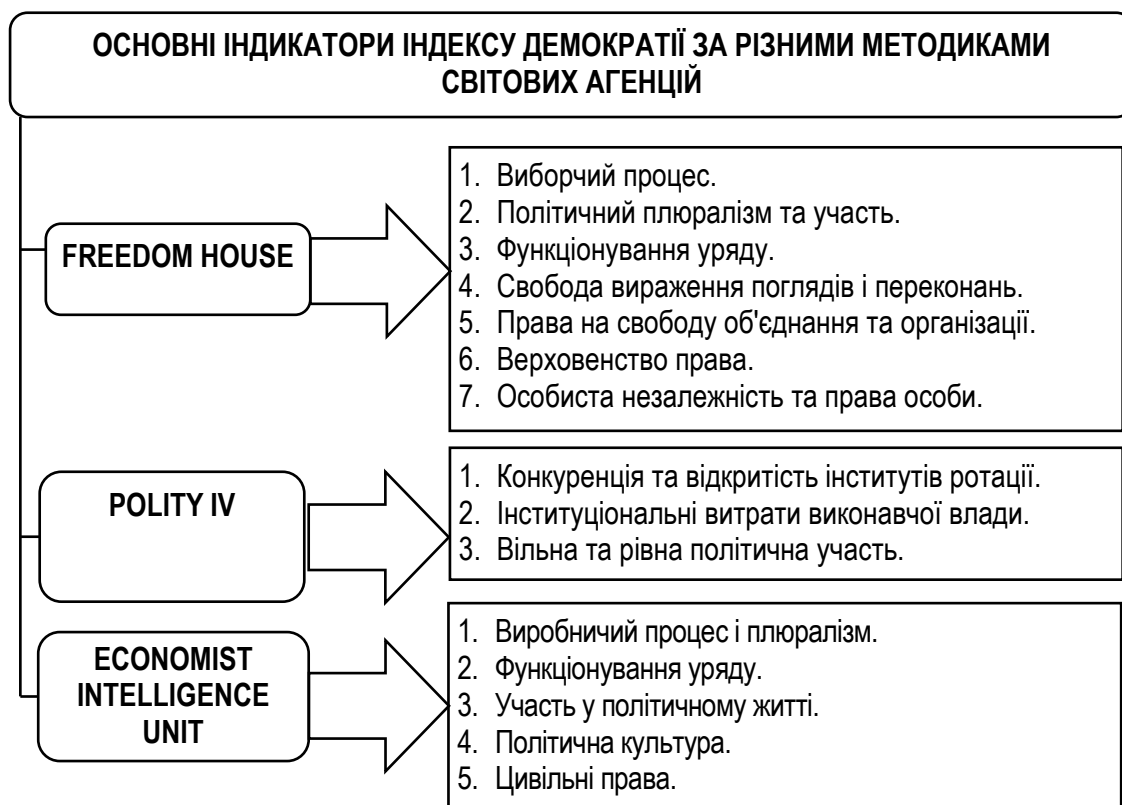 ОСНОВНІ ІНДИКАТОРИ ІНДЕКСУ ДЕМОКРАТІЇ ЗА РІЗНИМИ МЕТОДИКАМИ
СВІТОВИХ АГЕНЦІЙ
FREEDOM HOUSE
1. Виборчий процес.
2. Політичний плюралізм та участь.
3. Функціонування уряду.
4. Свобода вираження поглядів і переконань.
5. Права на свободу об'єднання та організації.
6. Верховенство права.
7. Особиста незалежність та права особи.
POLITY IV
1. Конкуренція та відкритість інститутів ротації.
2. Інституціональні витрати виконавчої влади.
3. Вільна та рівна політична участь.
ECONOMIST
INTELLIGENCE
UNIT
1. Виробничий процес і плюралізм.
2. Функціонування уряду.
3. Участь у політичному житті.
4. Політична культура.
5. Цивільні права.